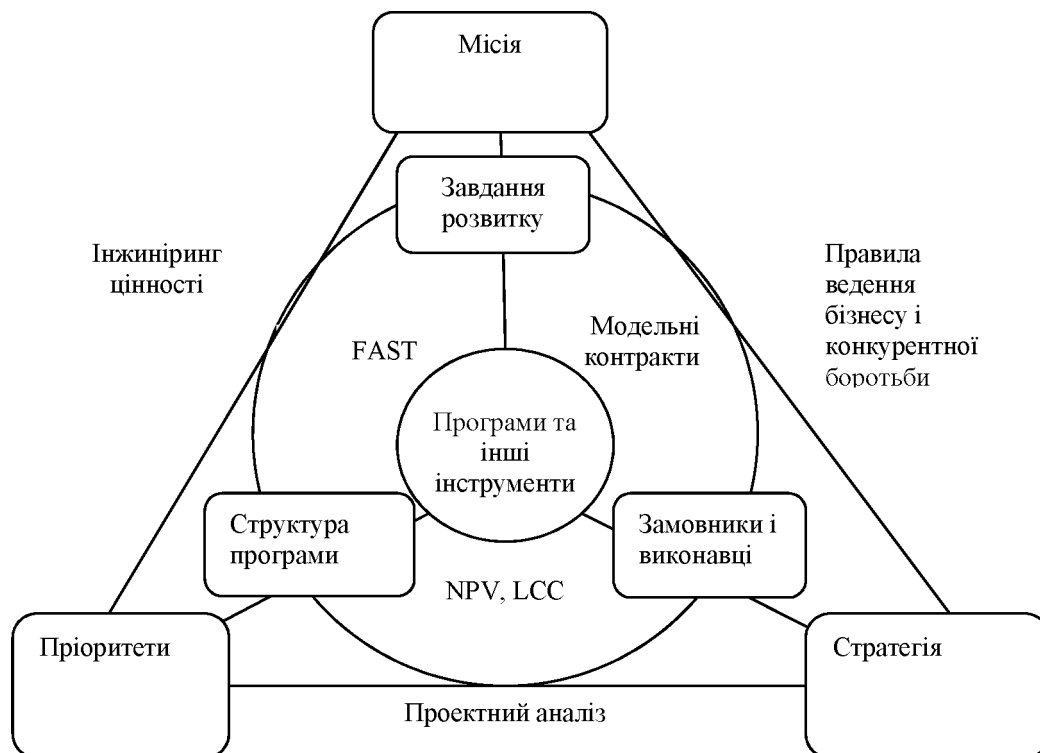 Місія
Завдання
розвитку
Інжиніринг
цінності
Правила
ведення
бізнесу і
конкурентної
боротьби
FAST
Модельні
контракти
Програми та
інші
інструменти
Структура
програми
Замовники і
виконавці
NPV, LCC
Пріоритети
Стратегія
Проектний аналіз